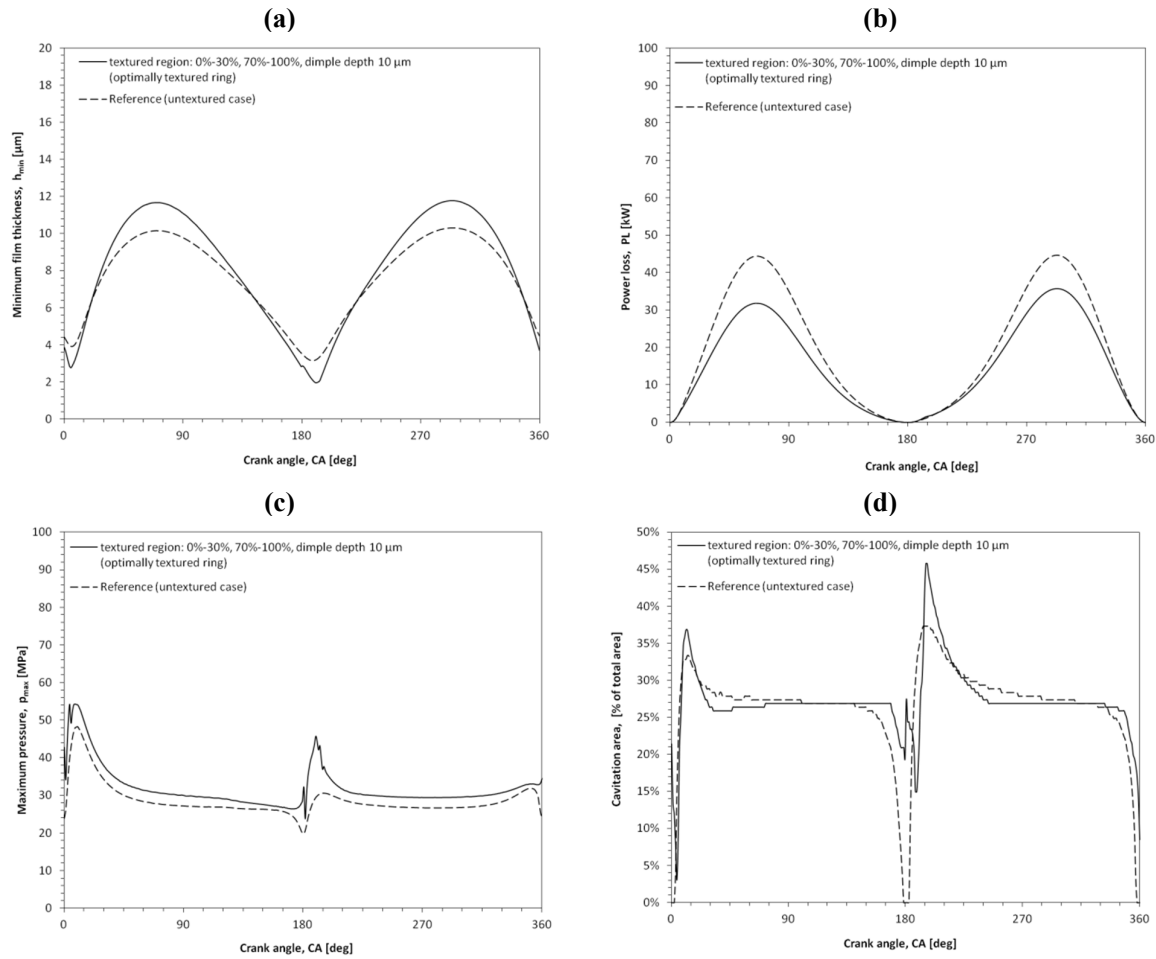 (a)
20
18
16
14
12
10
8
6
4
2
0
Minimum film thickness, hmin [µm]
textured region: 0%-30%, 70%-100%, dimple depth 10 µm
(optimally textured ring)
Reference (untextured case)
0 90 180 270 360
Crank angle, CA [deg]
(b)
100
90
80
70
60
50
40
30
20
10
0
Power loss, PL [kW]
textured region: 0%-30%, 70%-100%, dimple depth 10 µm
(optimally textured ring)
Reference (untextured case)
0 90 180 270 360
Crank angle, CA [deg]
(c)
100
90
80
70
60
50
40
30
20
10
0
Maximum pressure, pmax [MPa]
textured region: 0%-30%, 70%-100%, dimple depth 10 µm
(optimally textured ring)
Reference (untextured case)
0 90 180 270 360
Crank angle, CA [deg]
(d)
50%
45%
40%
35%
30%
25%
20%
15%
10%
5%
0%
Cavitation area, [% of total area]
textured region: 0%-30%, 70%-100%, dimple depth 10 µm
(optimally textured ring)
Reference (untextured case)
0 90 180 270 360
Crank angle, CA [deg]